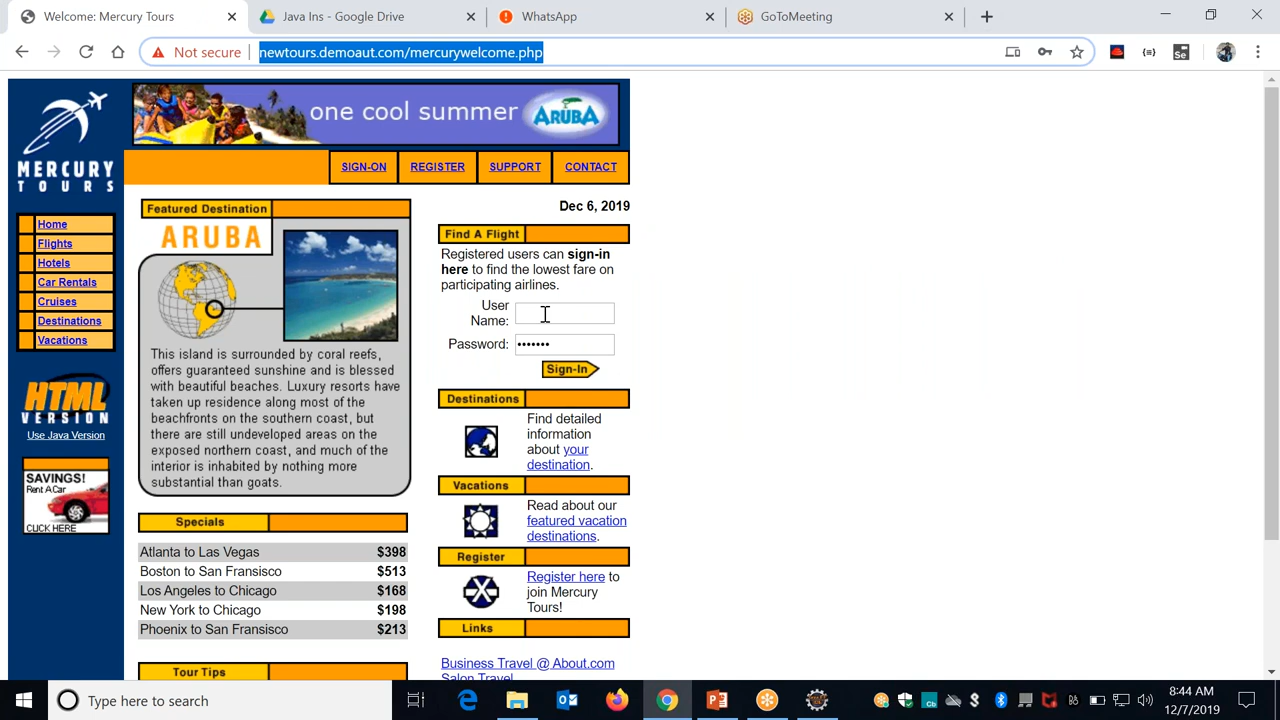 Welcome: Mercury Tours
Java Ins - Google Drive
WhatsApp
GoToMeeting
Not secure
newtours.demoaut.com/mercurywelcome.php
Se
one cool summer
ARUBA
MERCURY
TOURS
SIGN-ON
REGISTER
SUPPORT
CONTACT
Home
Flights
Hotels
Car Rentals
Cruises
Destinations
Vacations
HTML
VERSION
Use Java Version
SAVINGS!
Rent A Car
CLICK HERE
Featured Destination
ARUBA
This island is surrounded by coral reefs,
offers guaranteed sunshine and is blessed
with beautiful beaches. Luxury resorts have
taken up residence along most of the
beachfronts on the southern coast, but
there are still undeveloped areas on the
exposed northern coast, and much of the
interior is inhabited by nothing more
substantial than goats.
Specials
Atlanta to Las Vegas $398
Boston to San Fransisco $513
Los Angeles to Chicago $168
New York to Chicago $198
Phoenix to San Fransisco $213
Tour Tips
Dec 6, 2019
Find A Flight
Registered users can sign-in
here to find the lowest fare on
participating airlines.
User
Name:
Password: •••••••
Sign-In
Destinations
Find detailed
information
about your
destination.
Vacations
Read about our
featured vacation
destinations.
Register
Register here to
join Mercury
Tours!
Links
Business Travel @ About.com
Salon Travel
Type here to search
Cb
8:44 AM
12/7/2019